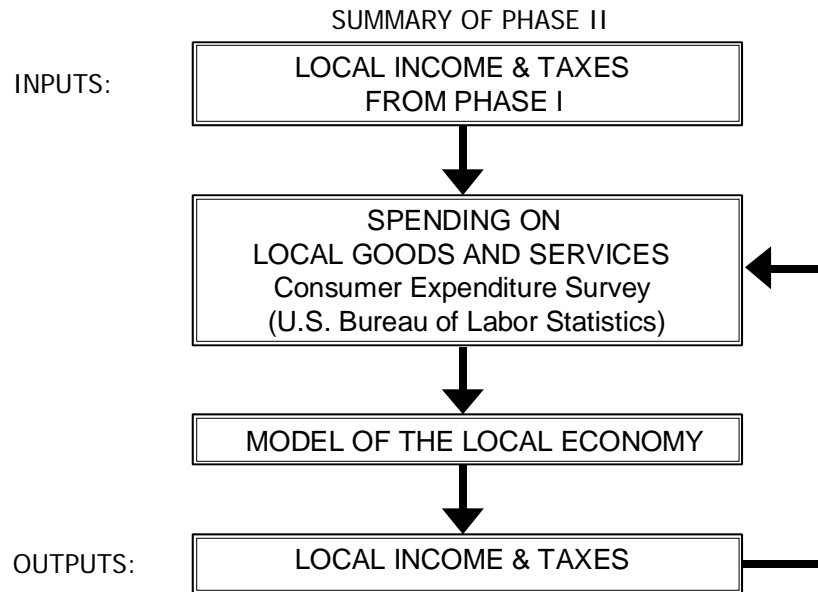 SUMMARY OF PHASE II
INPUTS:
LOCAL INCOME & TAXES
FROM PHASE I
SPENDING ON
LOCAL GOODS AND SERVICES
Consumer Expenditure Survey
(U.S. Bureau of Labor Statistics)
MODEL OF THE LOCAL ECONOMY
OUTPUTS:
LOCAL INCOME & TAXES